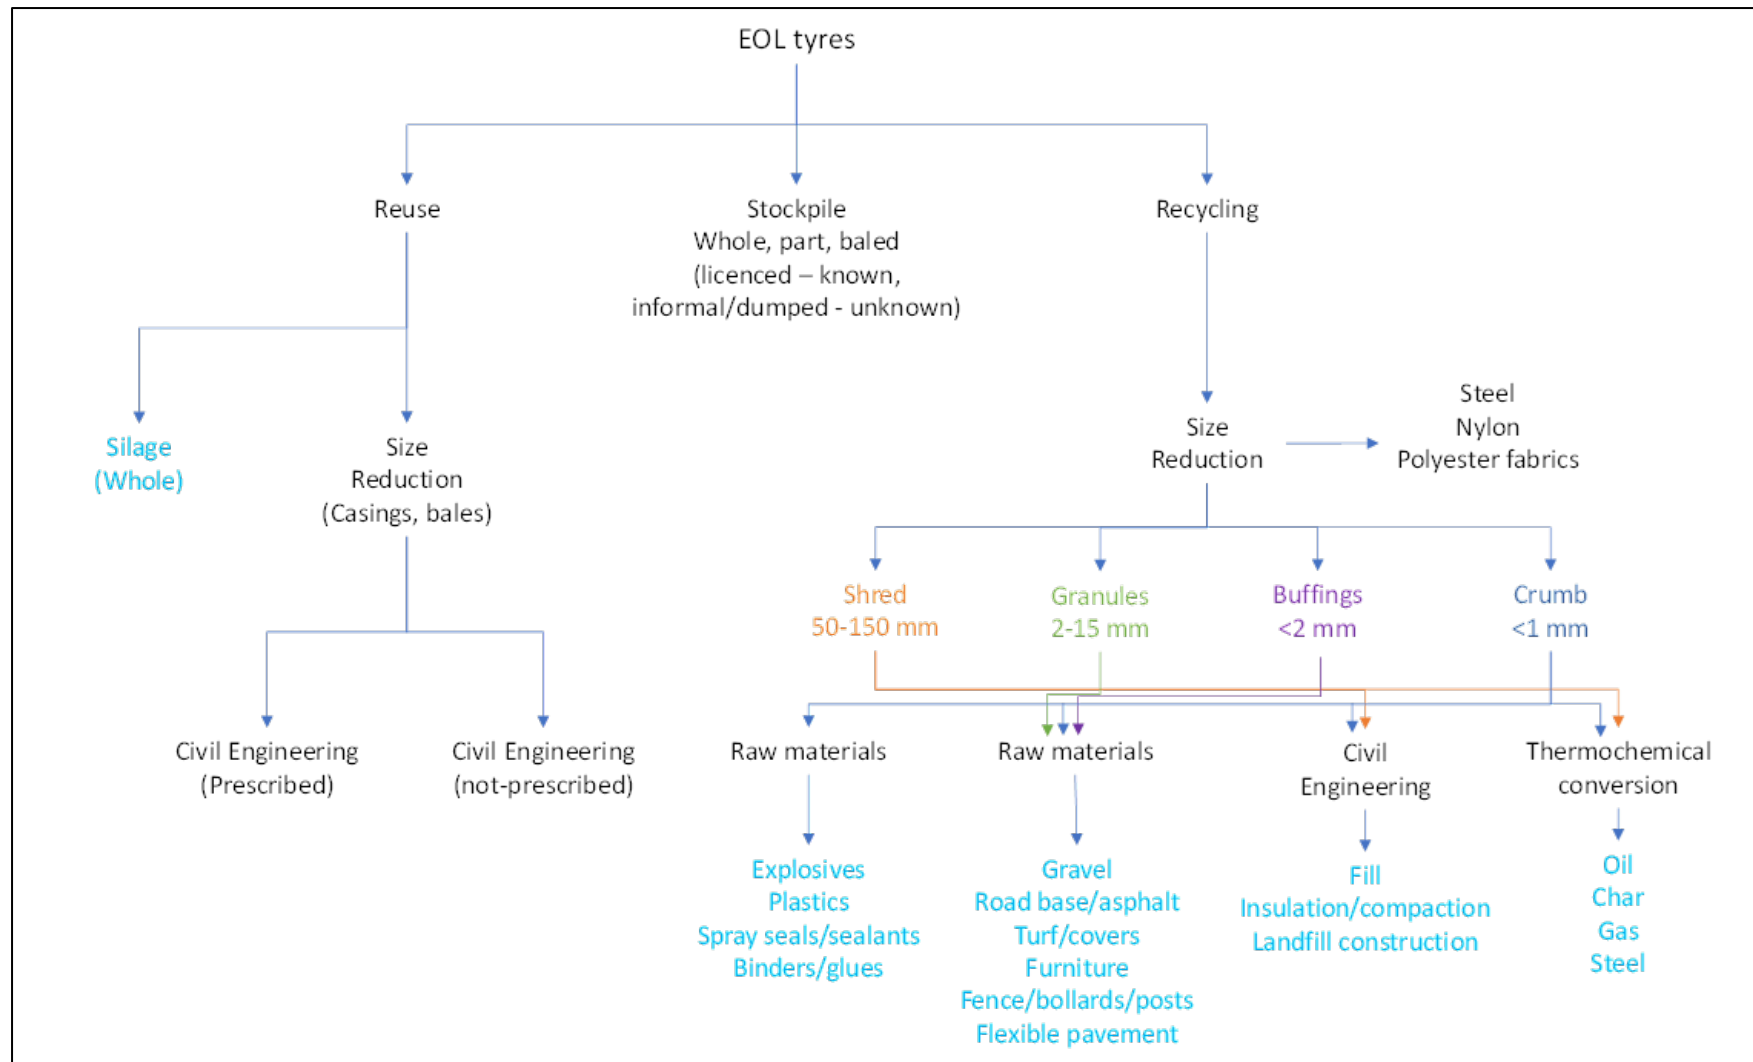 EOL tyres
Reuse
Stockpile
Whole, part, baled
(licenced – known,
informal/dumped - unknown)
Recycling
Silage
(Whole)
Size
Reduction
(Casings, bales)
Size
Reduction
Steel
Nylon
Polyester fabrics
Shred
50-150 mm
Granules
2-15 mm
Buffings
<2 mm
Crumb
<1 mm
Civil Engineering
(Prescribed)
Civil Engineering
(not-prescribed)
Raw materials
Raw materials
Civil
Engineering
Thermochemical
conversion
Explosives
Plastics
Spray seals/sealants
Binders/glues
Gravel
Road base/asphalt
Turf/covers
Furniture
Fence/bollards/posts
Flexible pavement
Fill
Insulation/compaction
Landfill construction
Oil
Char
Gas
Steel